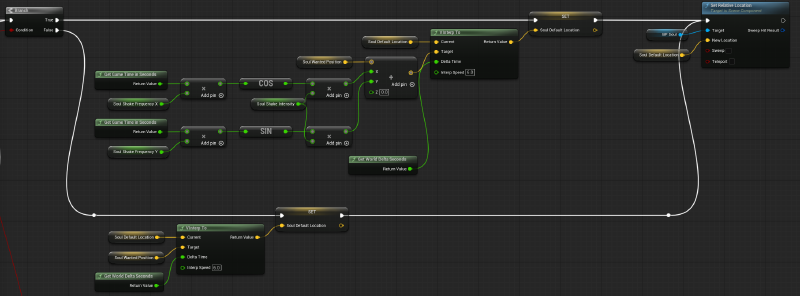 Branch
True
Condition
False
Get Game Time in Seconds
Return Value
Soul Shake Frequency X
Add pin
COS
Soul Shake Intensity
Add pin
Get Game Time in Seconds
Return Value
Soul Shake Frequency Y
Add pin
SIN
Add pin
Soul Wanted Position
X
Y
Z 0.0
Add pin
Soul Default Location
VInterp To
Current
Return Value
Target
Delta Time
Interp Speed
Get World Delta Seconds
Return Value
SET
Soul Default Location
Set Relative Location
Target is Scene Component
Target
Sweep Hit Result
New Location
Sweep
Teleport
Soul Default Location
SET
Soul Default Location
VInterp To
Soul Default Location
Current
Return Value
Soul Wanted Position
Target
Delta Time
Interp Speed
Get World Delta Seconds
Return Value